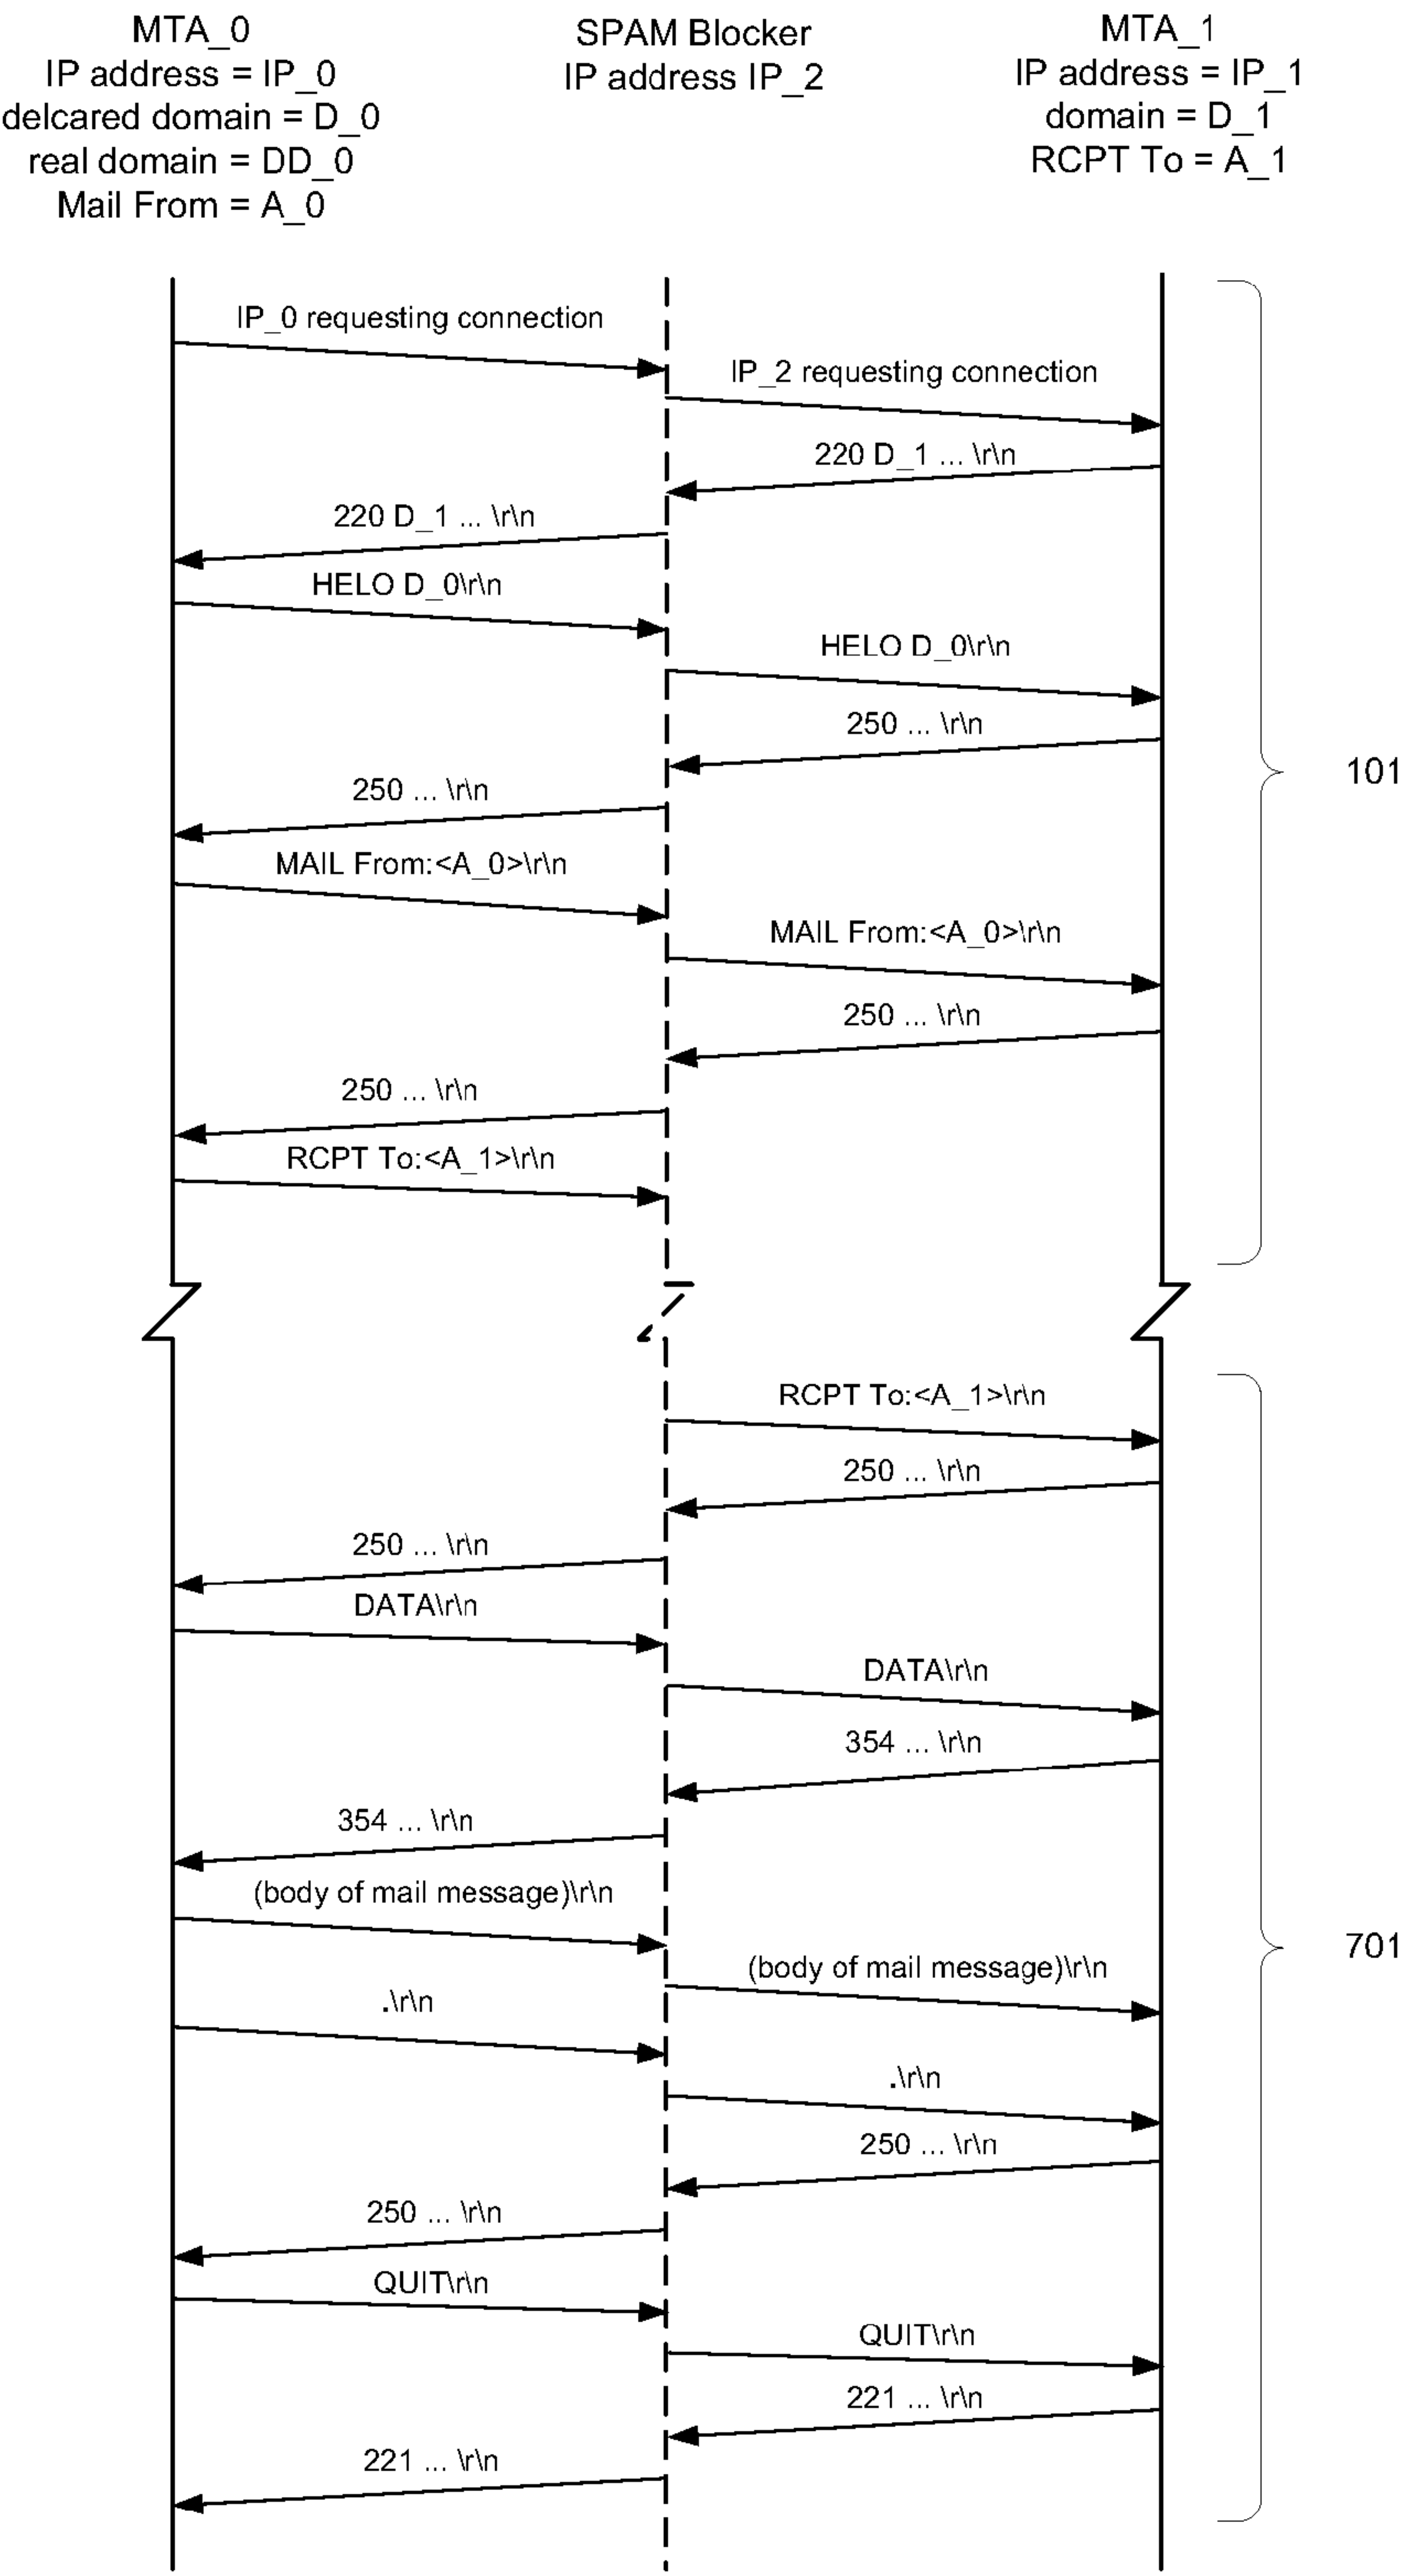 MTA_0
IP address = IP_0
delcared domain = D_0
real domain = DD_0
Mail From = A_0
SPAM Blocker
IP address IP_2
MTA_1
IP address = IP_1
domain = D_1
RCPT To = A_1
IP_0 requesting connection
IP_2 requesting connection
220 D_1 ... \r\n
220 D_1 ... \r\n
HELO D_0\r\n
HELO D_0\r\n
250 ... \r\n
101
250 ... \r\n
MAIL From:<A_0>\r\n
MAIL From:<A_0>\r\n
250 ... \r\n
250 ... \r\n
RCPT To:<A_1>\r\n
RCPT To:<A_1>\r\n
250 ... \r\n
250 ... \r\n
DATA\r\n
DATA\r\n
354 ... \r\n
354 ... \r\n
(body of mail message)\r\n
701
(body of mail message)\r\n
.\r\n
.\r\n
250 ... \r\n
250 ... \r\n
QUIT\r\n
QUIT\r\n
221 ... \r\n
221 ... \r\n